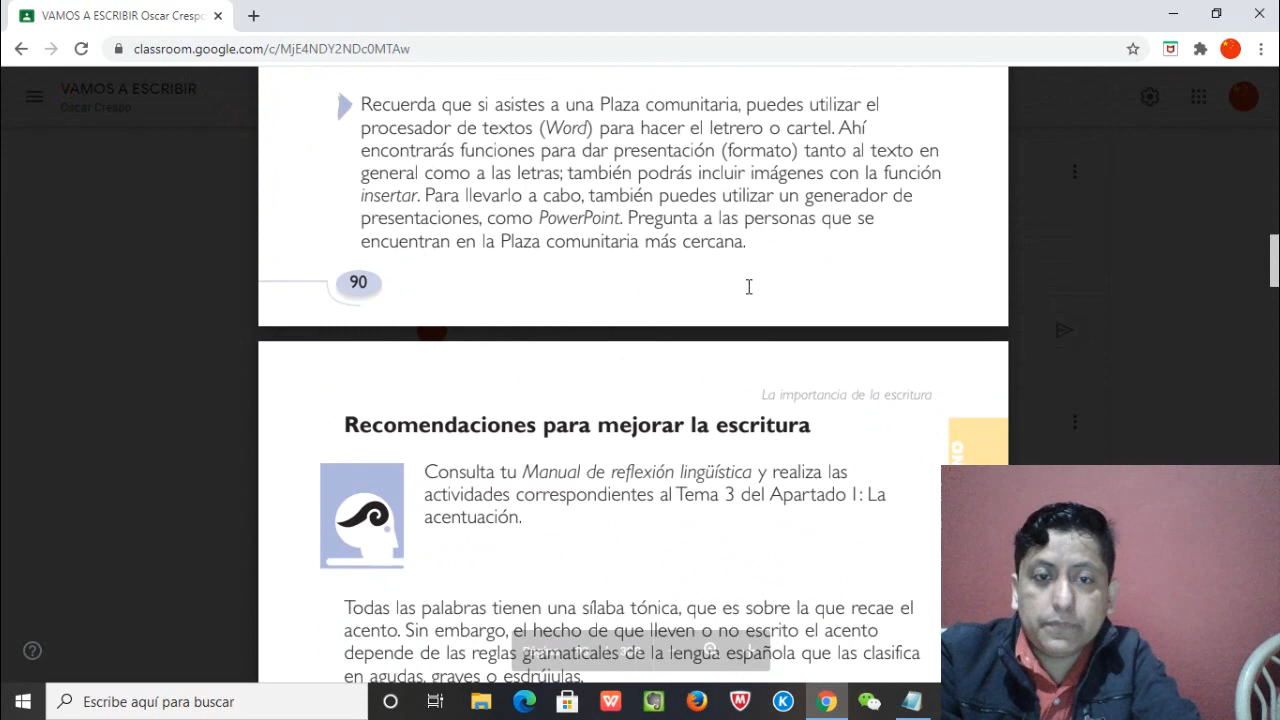 VAMOS A ESCRIBIR Oscar Crespo
classroom.google.com/c/MjE4NDY2NDc0MTAw
VAMOS A ESCRIBIR
Oscar Crespo
Recuerda que si asistes a una Plaza comunitaria, puedes utilizar el
procesador de textos (Word) para hacer el letrero o cartel. Ahí
encontrarás funciones para dar presentación (formato) tanto al texto en
general como a las letras; también podrás incluir imágenes con la función
insertar. Para llevarlo a cabo, también puedes utilizar un generador de
presentaciones, como PowerPoint. Pregunta a las personas que se
encuentran en la Plaza comunitaria más cercana.
90
La importancia de la escritura
Recomendaciones para mejorar la escritura
Consulta tu Manual de reflexión lingüística y realiza las
actividades correspondientes al Tema 3 del Apartado 1: La
acentuación.
Todas las palabras tienen una sílaba tónica, que es sobre la que recae el
acento. Sin embargo, el hecho de que lleven o no escrito el acento
depende de las reglas gramaticales de la lengua española que las clasifica
en agudas, graves o esdrújulas.
Escribe aquí para buscar